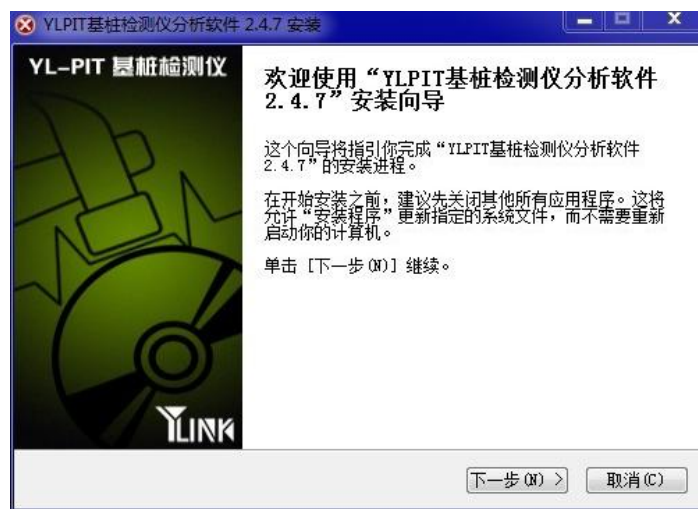 YLPIT基桩检测仪分析软件 2.4.7 安装
YL-PIT 基桩检测仪
欢迎使用“YLPIT基桩检测仪分析软件
2.4.7”安装向导
这个向导将指引你完成“YLPIT基桩检测仪分析软件
2.4.7”的安装进程。
在开始安装之前，建议先关闭其他所有应用程序。这将
允许“安装程序”更新指定的系统文件，而不需要重新
启动你的计算机。
单击 [下一步(N)] 继续。
YLINK
下一步(N) >
取消(C)